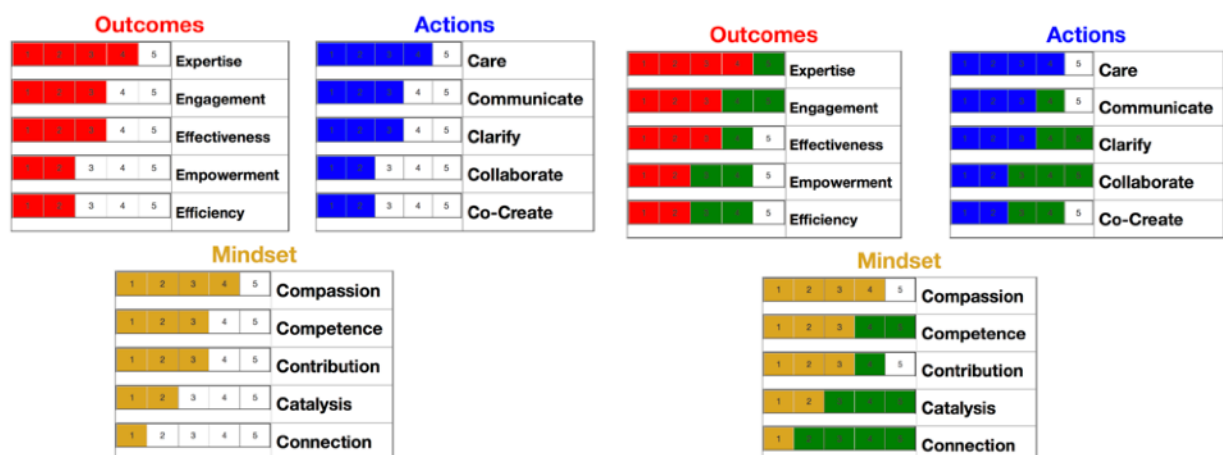 Outcomes
5 Expertise
4 5 Engagement
4 5 Effectiveness
3 4 5 Empowerment
3 4 5 Efficiency
Actions
5 Care
4 5 Communicate
4 5 Clarify
3 4 5 Collaborate
3 4 5 Co-Create
Mindset
1 2 3 4 5 Compassion
1 2 3 4 5 Competence
1 2 3 4 5 Contribution
1 2 3 4 5 Catalysis
1 2 3 4 5 Connection
Outcomes
Expertise
Engagement
5 Effectiveness
5 Empowerment
5 Efficiency
Actions
5 Care
5 Communicate
Clarify
Collaborate
5 Co-Create
Mindset
1 2 3 4 5 Compassion
1 2 3 Competence
1 2 3 5 Contribution
1 2 Catalysis
1 Connection